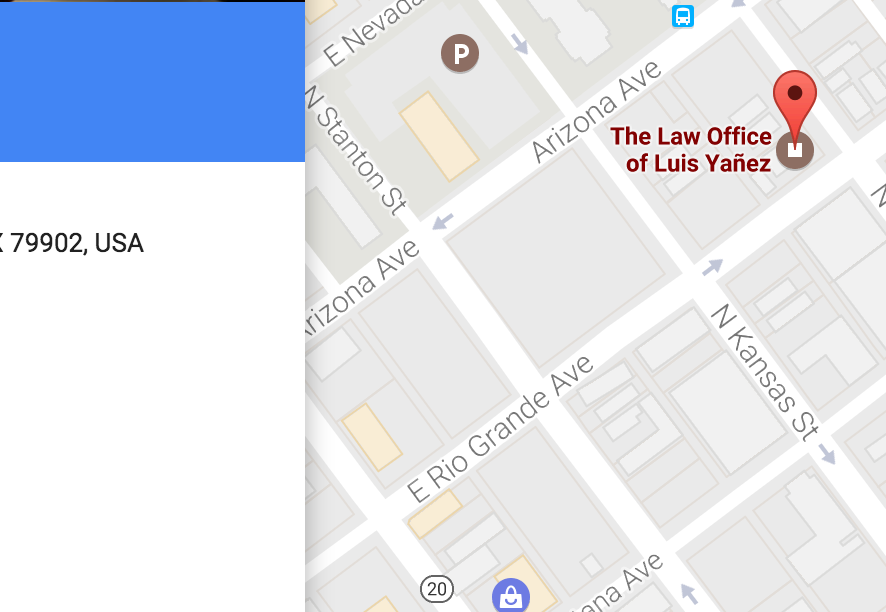 X 79902, USA
E Nevada
P
N Stanton St
Arizona Ave
The Law Office
of Luis Yañez
Arizona Ave
N Kansas St
E Rio Grande Ave
20